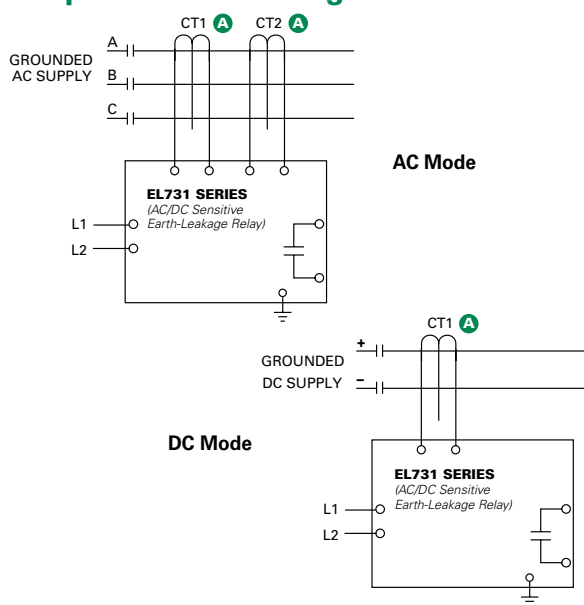 CT1 A CT2 A
A
GROUNDED
AC SUPPLY
B
C
AC Mode
EL731 SERIES
(AC/DC Sensitive
Earth-Leakage Relay)
L1
L2
CT1 A
+
GROUNDED
DC SUPPLY
–
DC Mode
EL731 SERIES
(AC/DC Sensitive
Earth-Leakage Relay)
L1
L2